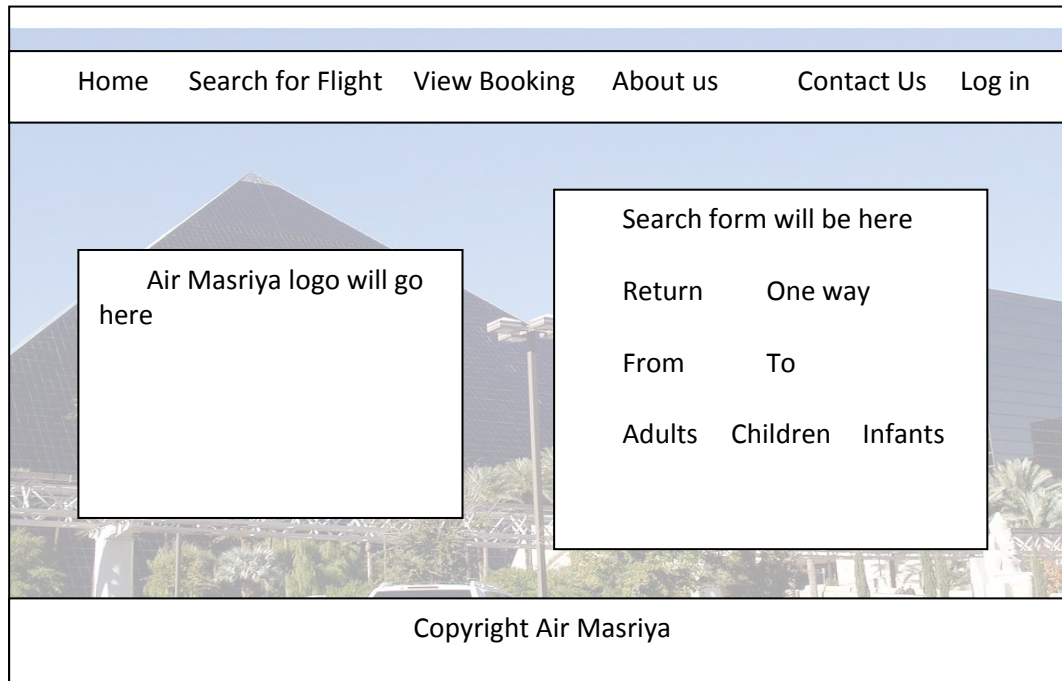 Home Search for Flight View Booking About us Contact Us Log in
Air Masriya logo will go
here
Search form will be here
Return One way
From To
Adults Children Infants
Copyright Air Masriya